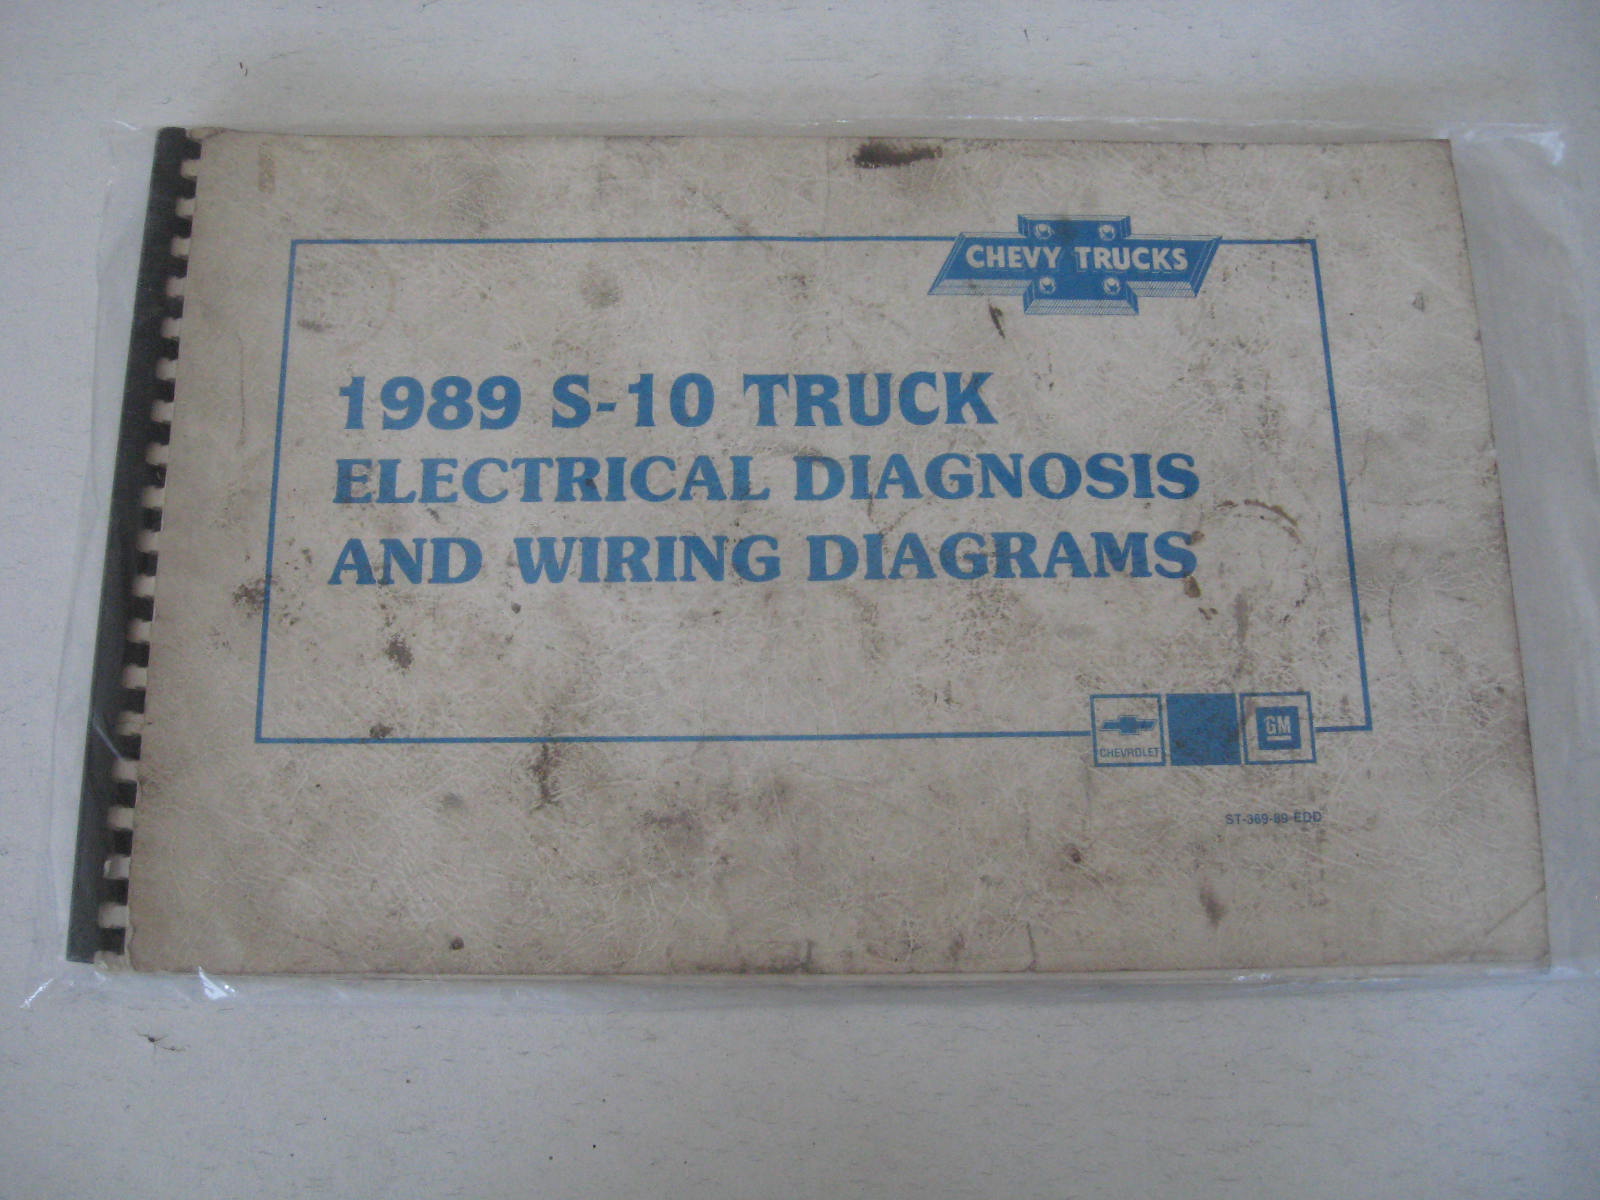 CHEVY TRUCKS
1989 S-10 TRUCK
ELECTRICAL DIAGNOSIS
AND WIRING DIAGRAMS
CHEVROLET
GM
ST-369-89 EDD